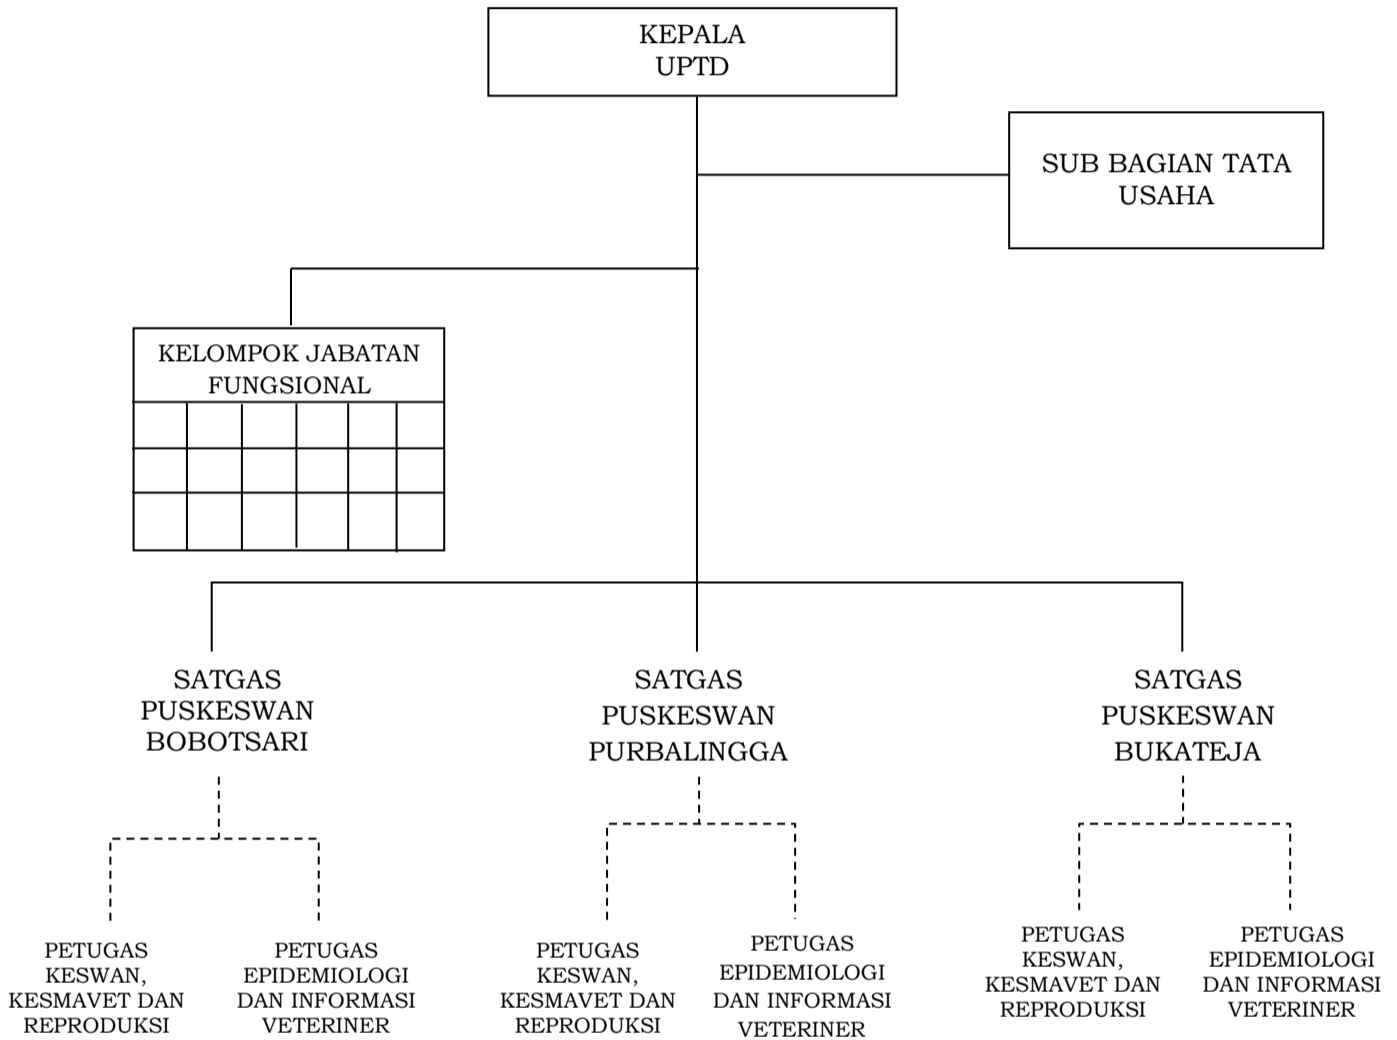 KEPALA
UPTD
SUB BAGIAN TATA
USAHA
KELOMPOK JABATAN
FUNGSIONAL
SATGAS
PUSKESWAN
BOBOTSARI
SATGAS
PUSKESWAN
PURBALINGGA
SATGAS
PUSKESWAN
BUKATEJA
PETUGAS
KESWAN,
KESMAVET DAN
REPRODUKSI
PETUGAS
EPIDEMIOLOGI
DAN INFORMASI
VETERINER
PETUGAS
KESWAN,
KESMAVET DAN
REPRODUKSI
PETUGAS
EPIDEMIOLOGI
DAN INFORMASI
VETERINER
PETUGAS
KESWAN,
KESMAVET DAN
REPRODUKSI
PETUGAS
EPIDEMIOLOGI
DAN INFORMASI
VETERINER